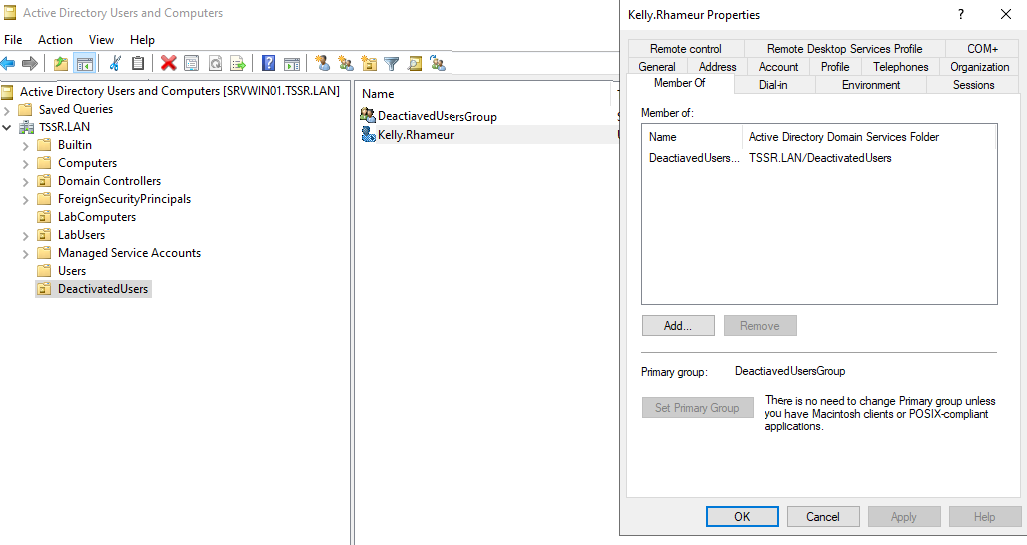 Active Directory Users and Computers
File Action View Help
Active Directory Users and Computers [SRVWIN01.TSSR.LAN]
Saved Queries
TSSR.LAN
Builtin
Computers
Domain Controllers
ForeignSecurityPrincipals
LabComputers
LabUsers
Managed Service Accounts
Users
DeactivatedUsers
Name
DeactiavedUsersGroup
Kelly.Rhameur
Kelly.Rhameur Properties
Remote control Remote Desktop Services Profile COM+
General Address Account Profile Telephones Organization
Member Of Dial-in Environment Sessions
Member of:
Name Active Directory Domain Services Folder
DeactiavedUsers... TSSR.LAN/DeactivatedUsers
Add... Remove
Primary group: DeactiavedUsersGroup
Set Primary Group
There is no need to change Primary group unless
you have Macintosh clients or POSIX-compliant
applications.
OK Cancel Apply Help